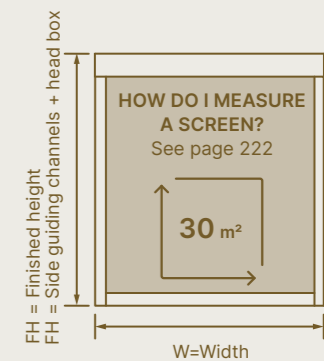 HOW DO I MEASURE
A SCREEN?
See page 222
30 m²
FH = Finished height
FH = Side guiding channels + head box
W=Width